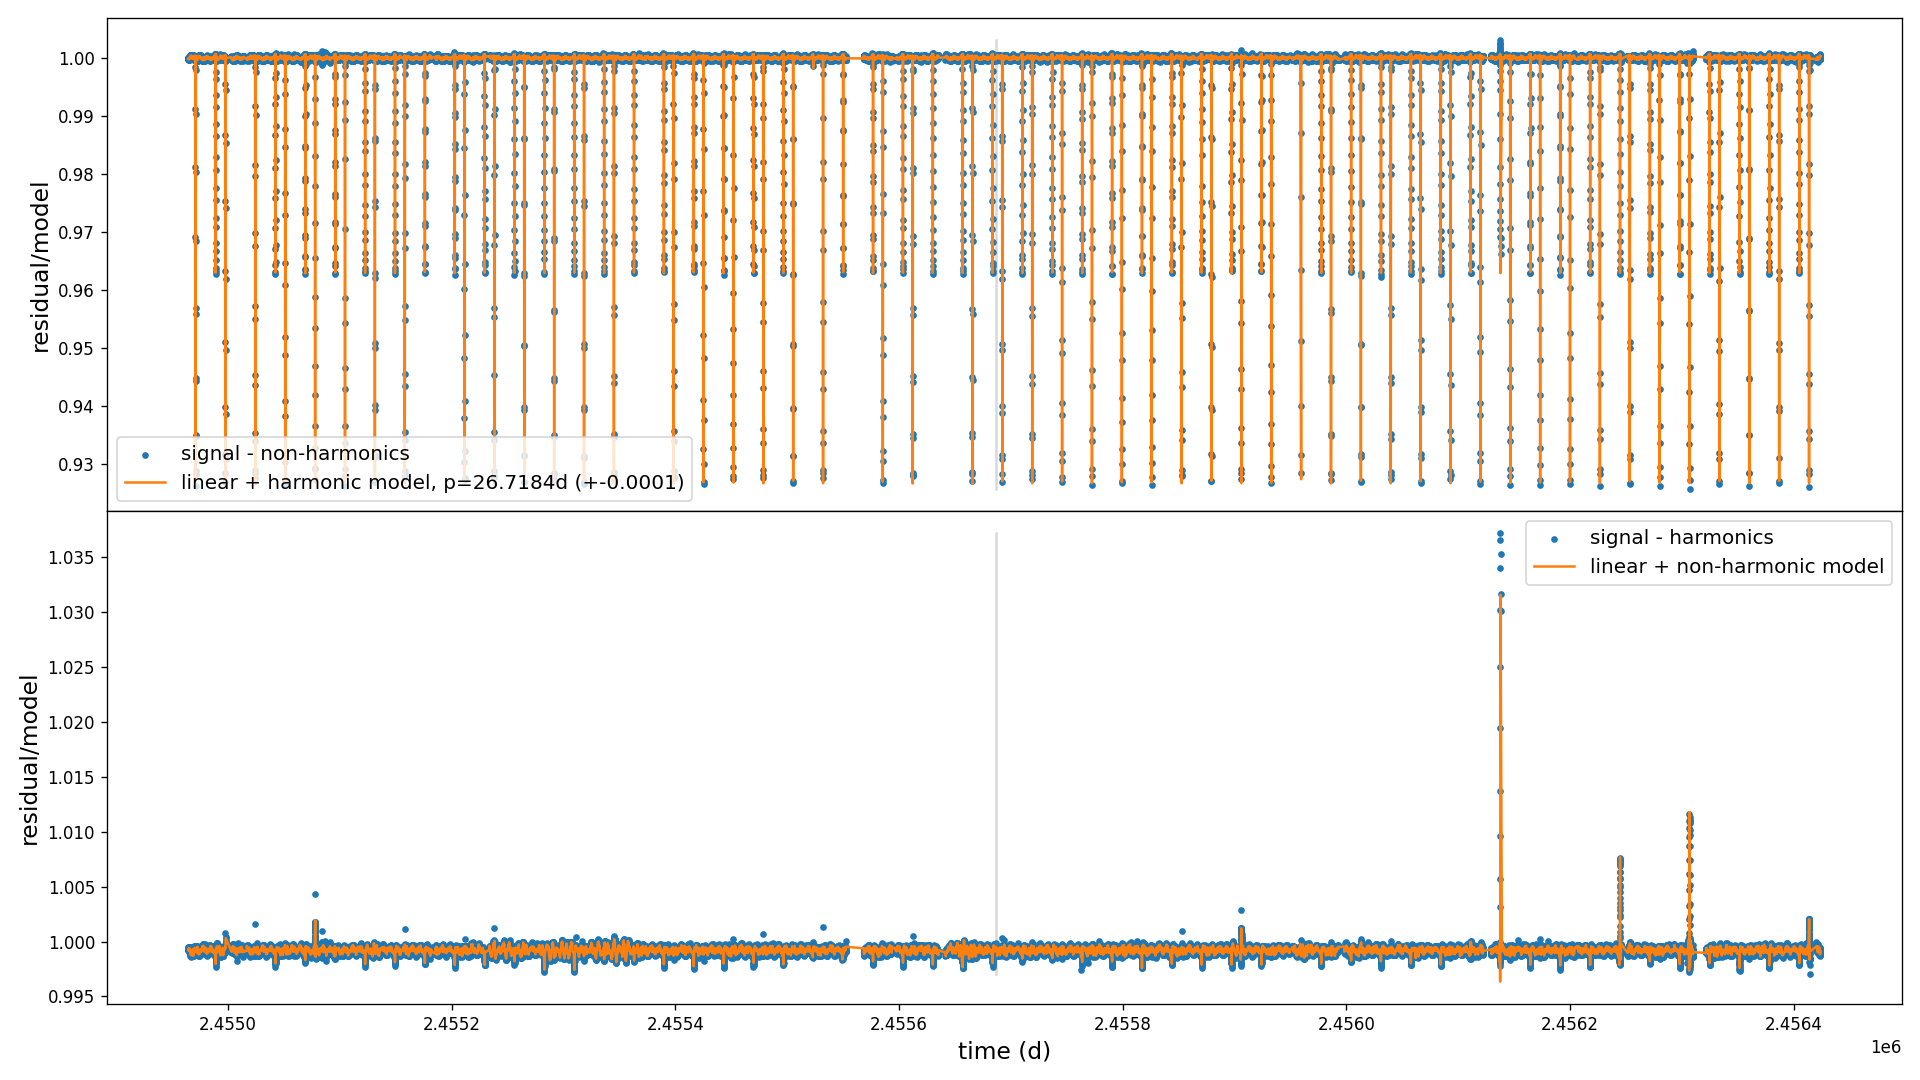 1.00
0.99
0.98
0.97
0.96
0.95
0.94
0.93
residual/model
signal - non-harmonics
linear + harmonic model, p=26.7184d (+-0.0001)
1.035
1.030
1.025
1.020
1.015
1.010
1.005
1.000
0.995
residual/model
signal - harmonics
linear + non-harmonic model
2.4550 2.4552 2.4554 2.4556 2.4558 2.4560 2.4562 2.4564
1e6
time (d)